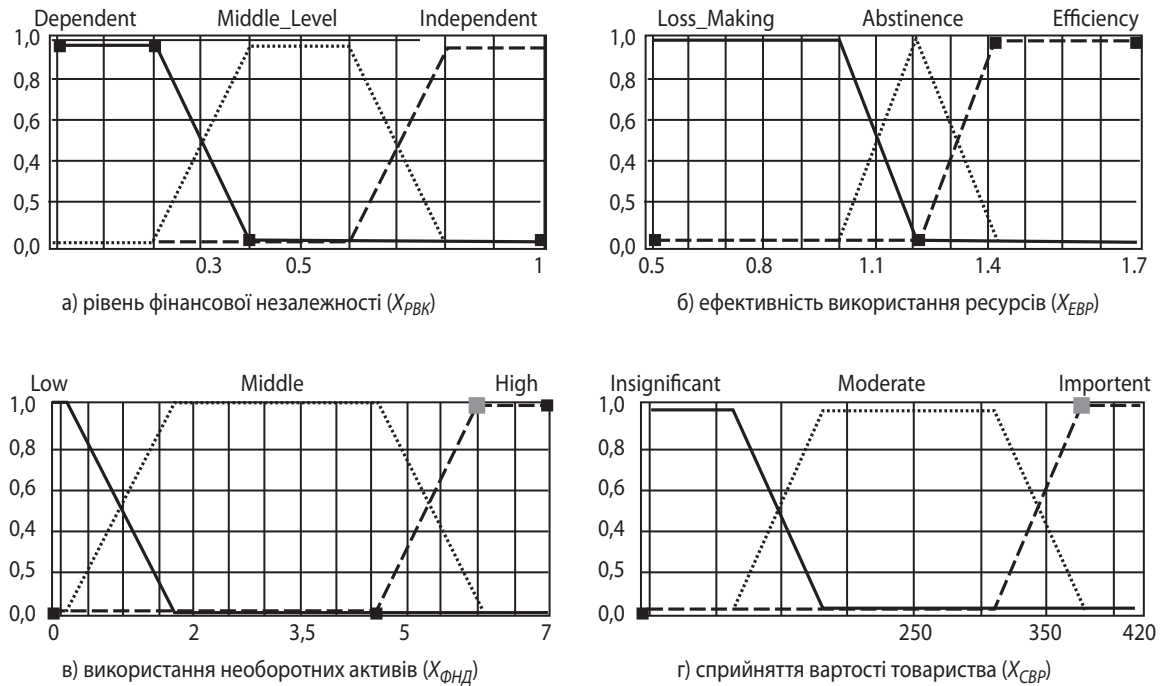 Dependent Middle_Level Independent
1,0
0,8
0,6
0,4
0,5
0,0
0.3 0.5 1
а) рівень фінансової незалежності (X_РВК)
Loss_Making Abstinence Efficiency
1,0
0,8
0,6
0,4
0,5
0,0
0.5 0.8 1.1 1.4 1.7
б) ефективність використання ресурсів (X_ЕВР)
Low Middle High
1,0
0,8
0,6
0,4
0,5
0,0
0 2 3,5 5 7
в) використання необоротних активів (X_ФНД)
Insignificant Moderate Importent
1,0
0,8
0,6
0,4
0,5
0,0
250 350 420
г) сприйняття вартості товариства (X_СВР)